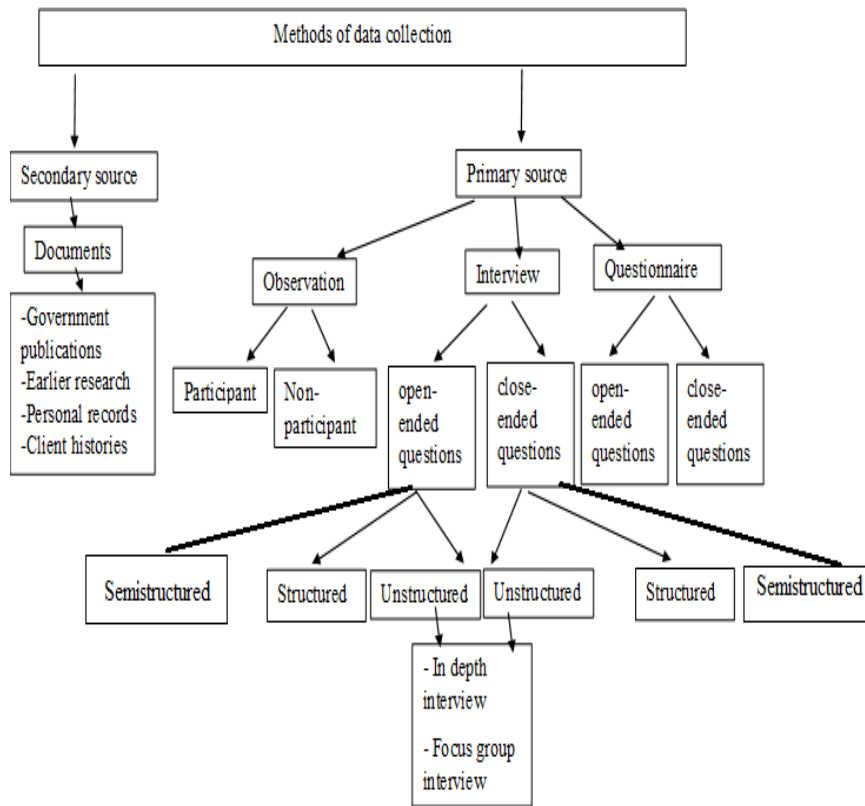 Methods of data collection
Secondary source
Primary source
Documents
Observation
Interview
Questionnaire
-Government
publications
-Earlier research
-Personal records
-Client histories
Participant
Non-
participant
open-
ended
questions
close-
ended
questions
open-
ended
questions
close-
ended
questions
Semistructured
Structured
Unstructured
Unstructured
Structured
Semistructured
- In depth
interview
- Focus group
interview